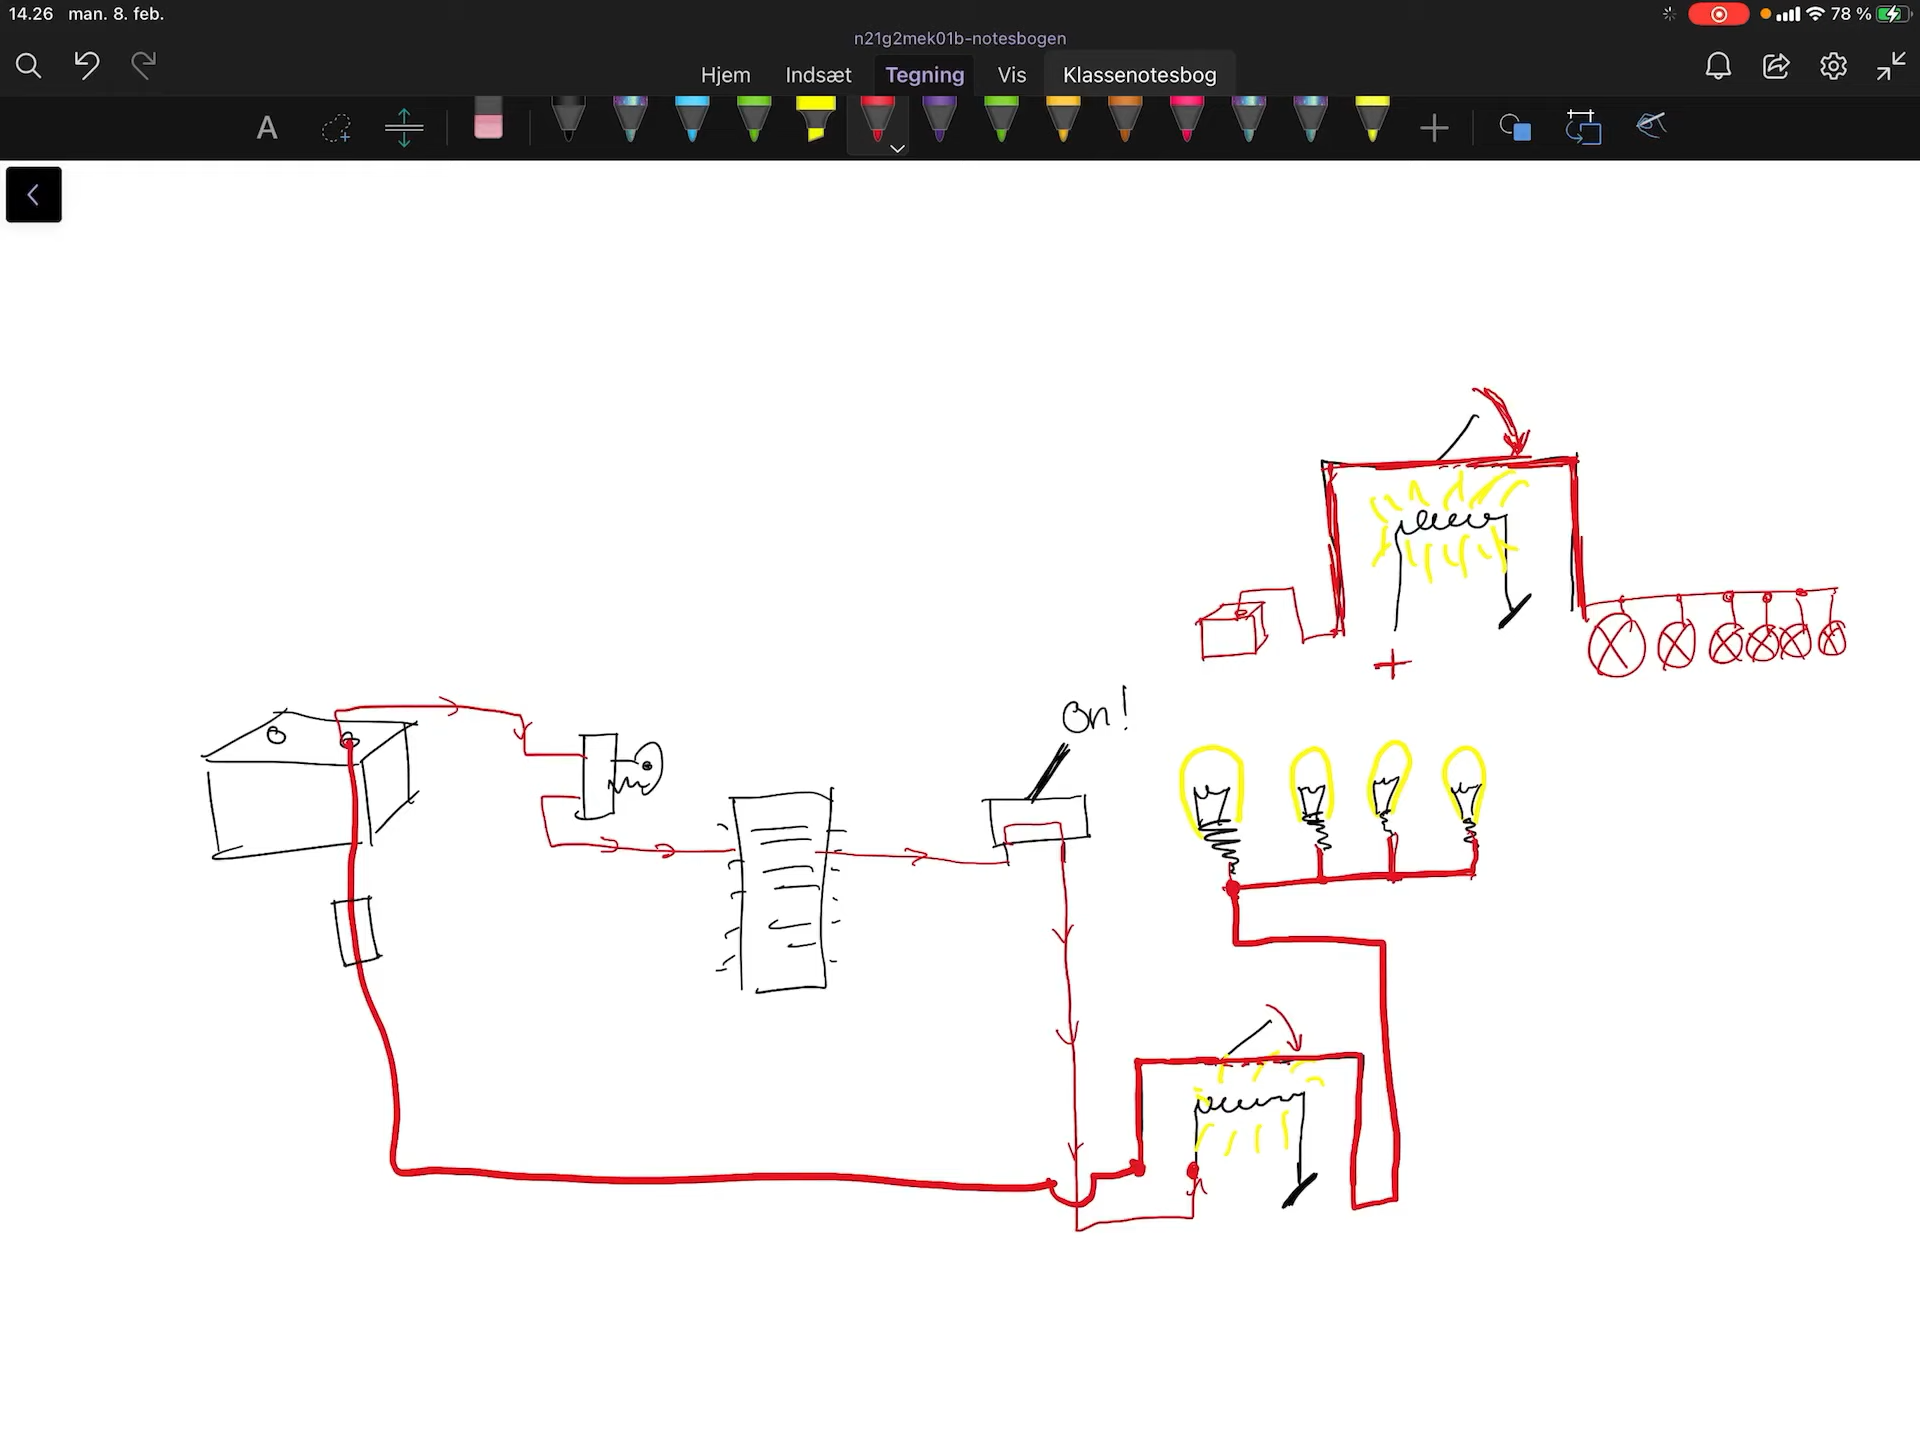 14.26 man. 8. feb. 78 %
n21g2mek01b-notesbogen
Hjem Indsæt Tegning Vis Klassenotesbog
A
On!
+